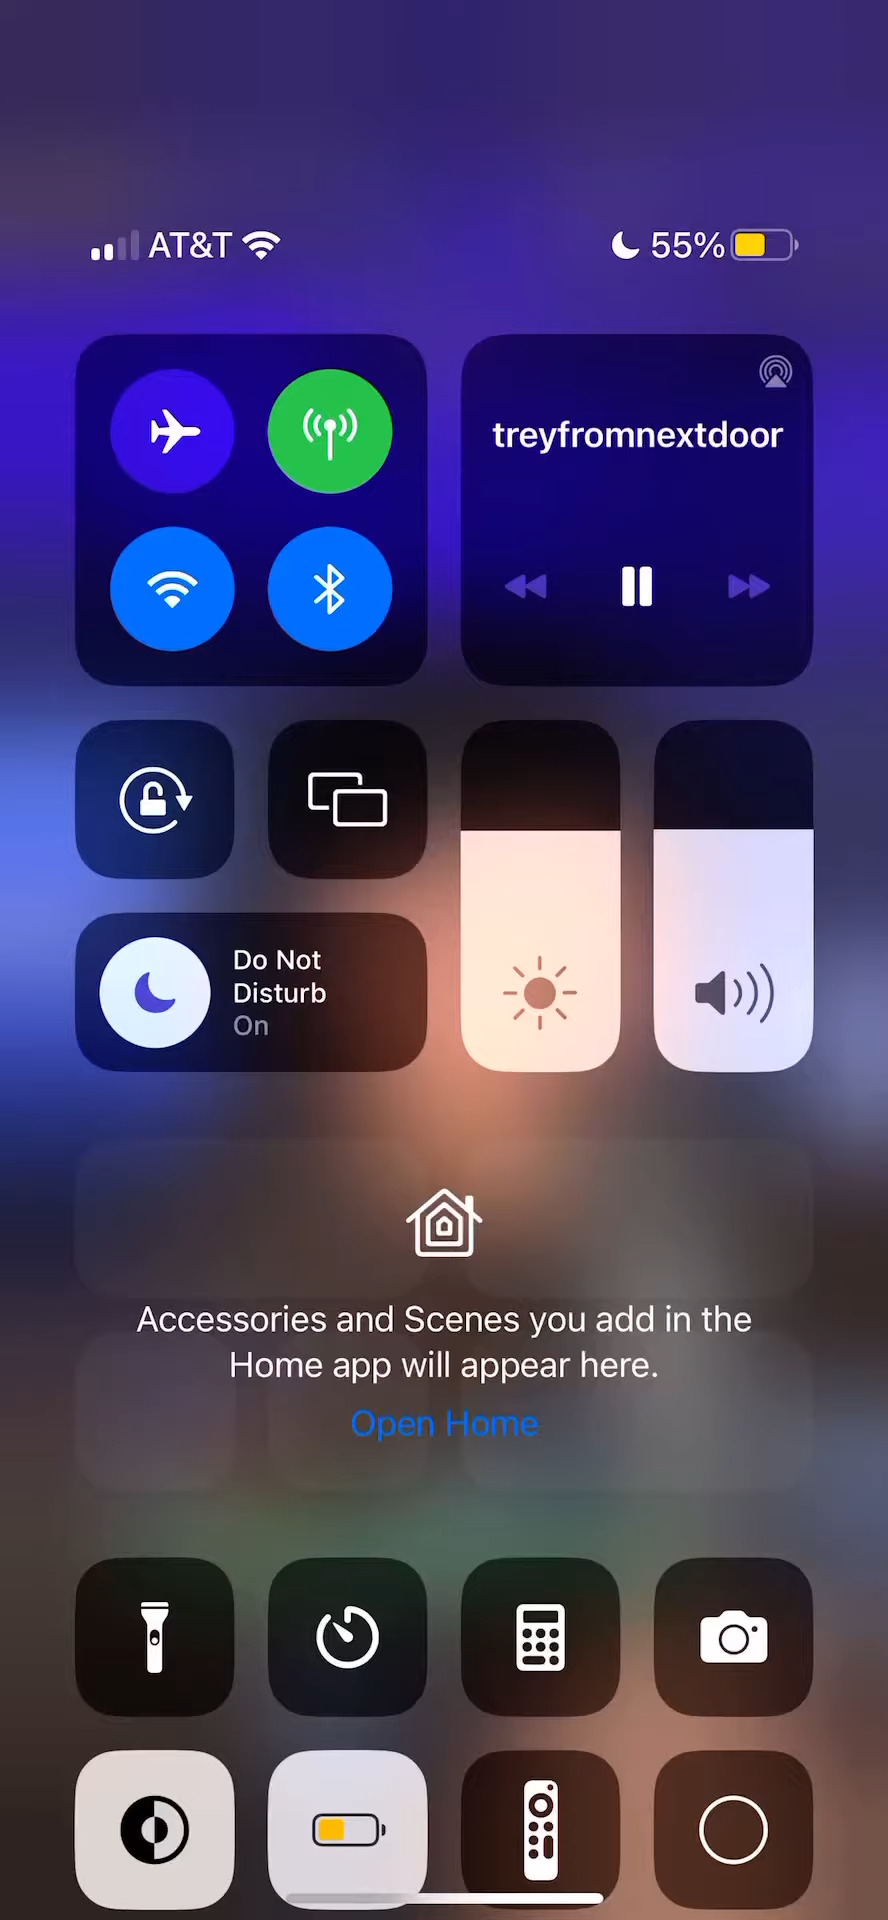 AT&T 55%
treyfromnextdoor
Do Not
Disturb
On
Accessories and Scenes you add in the
Home app will appear here.
Open Home